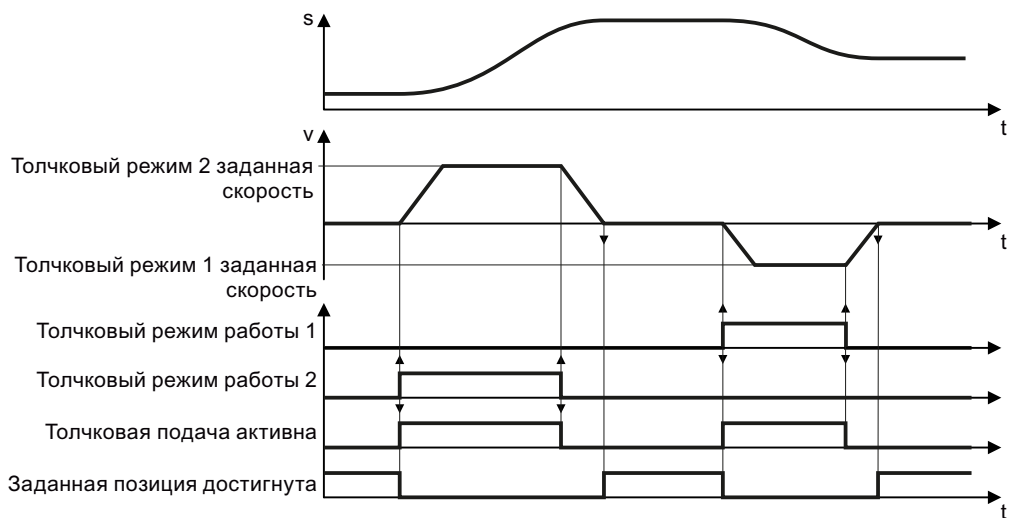 s
t
v
Толчковый режим 2 заданная
скорость
t
Толчковый режим 1 заданная
скорость
Толчковый режим работы 1
Толчковый режим работы 2
Толчковая подача активна
Заданная позиция достигнута
t